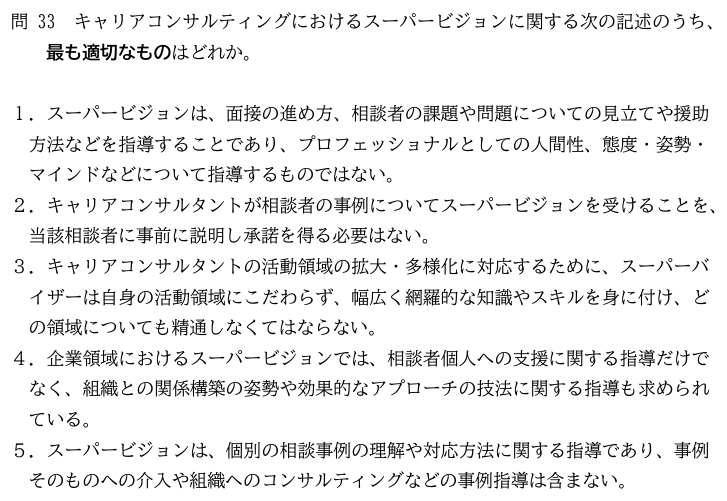 問 33 キャリアコンサルティングにおけるスーパービジョンに関する次の記述のうち、
最も適切なものはどれか。
1．スーパービジョンは、面接の進め方、相談者の課題や問題についての見立てや援助
方法などを指導することであり、プロフェッショナルとしての人間性、態度・姿勢・
マインドなどについて指導するものではない。
2．キャリアコンサルタントが相談者の事例についてスーパービジョンを受けることを、
当該相談者に事前に説明し承諾を得る必要はない。
3．キャリアコンサルタントの活動領域の拡大・多様化に対応するために、スーパーバ
イザーは自身の活動領域にこだわらず、幅広く網羅的な知識やスキルを身に付け、ど
の領域についても精通しなくてはならない。
4．企業領域におけるスーパービジョンでは、相談者個人への支援に関する指導だけで
なく、組織との関係構築の姿勢や効果的なアプローチの技法に関する指導も求められ
ている。
5．スーパービジョンは、個別の相談事例の理解や対応方法に関する指導であり、事例
そのものへの介入や組織へのコンサルティングなどの事例指導は含まない。